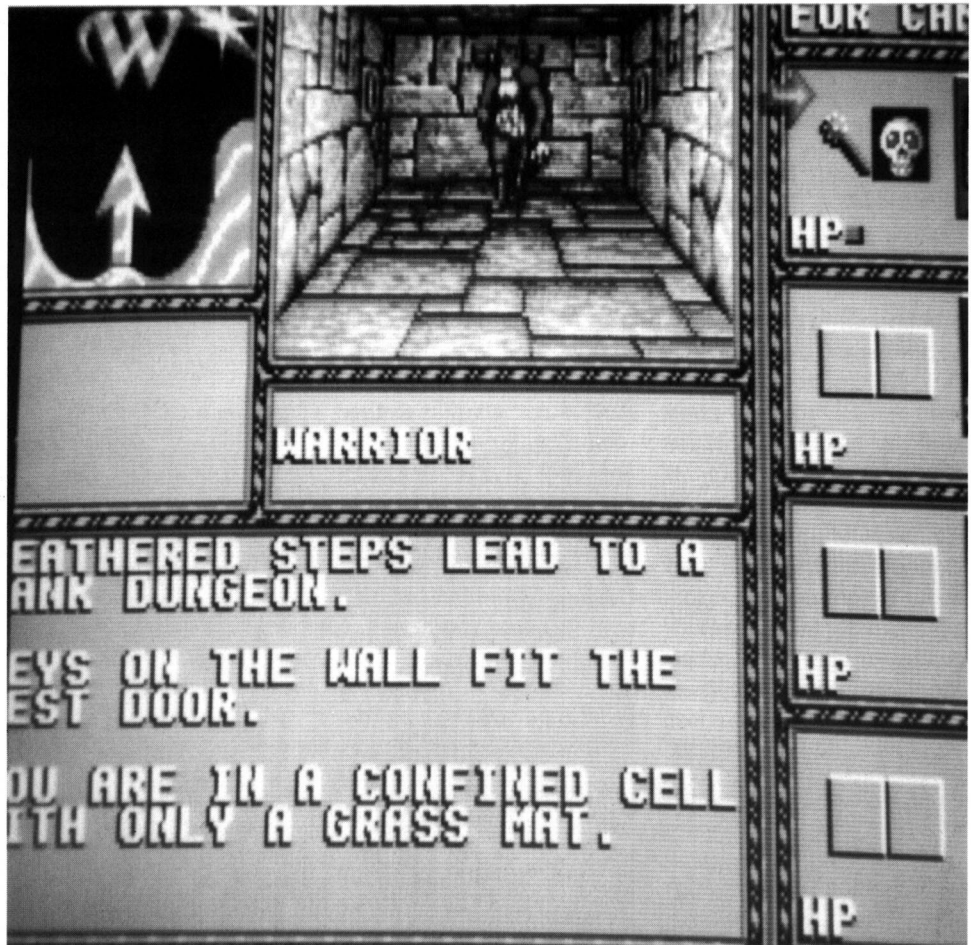 W
FOR CAM
HP
HP
WARRIOR
EATHERED STEPS LEAD TO A
ANK DUNGEON.
EYS ON THE WALL FIT THE
EST DOOR.
OU ARE IN A CONFINED CELL
ITH ONLY A GRASS MAT.
HP
HP